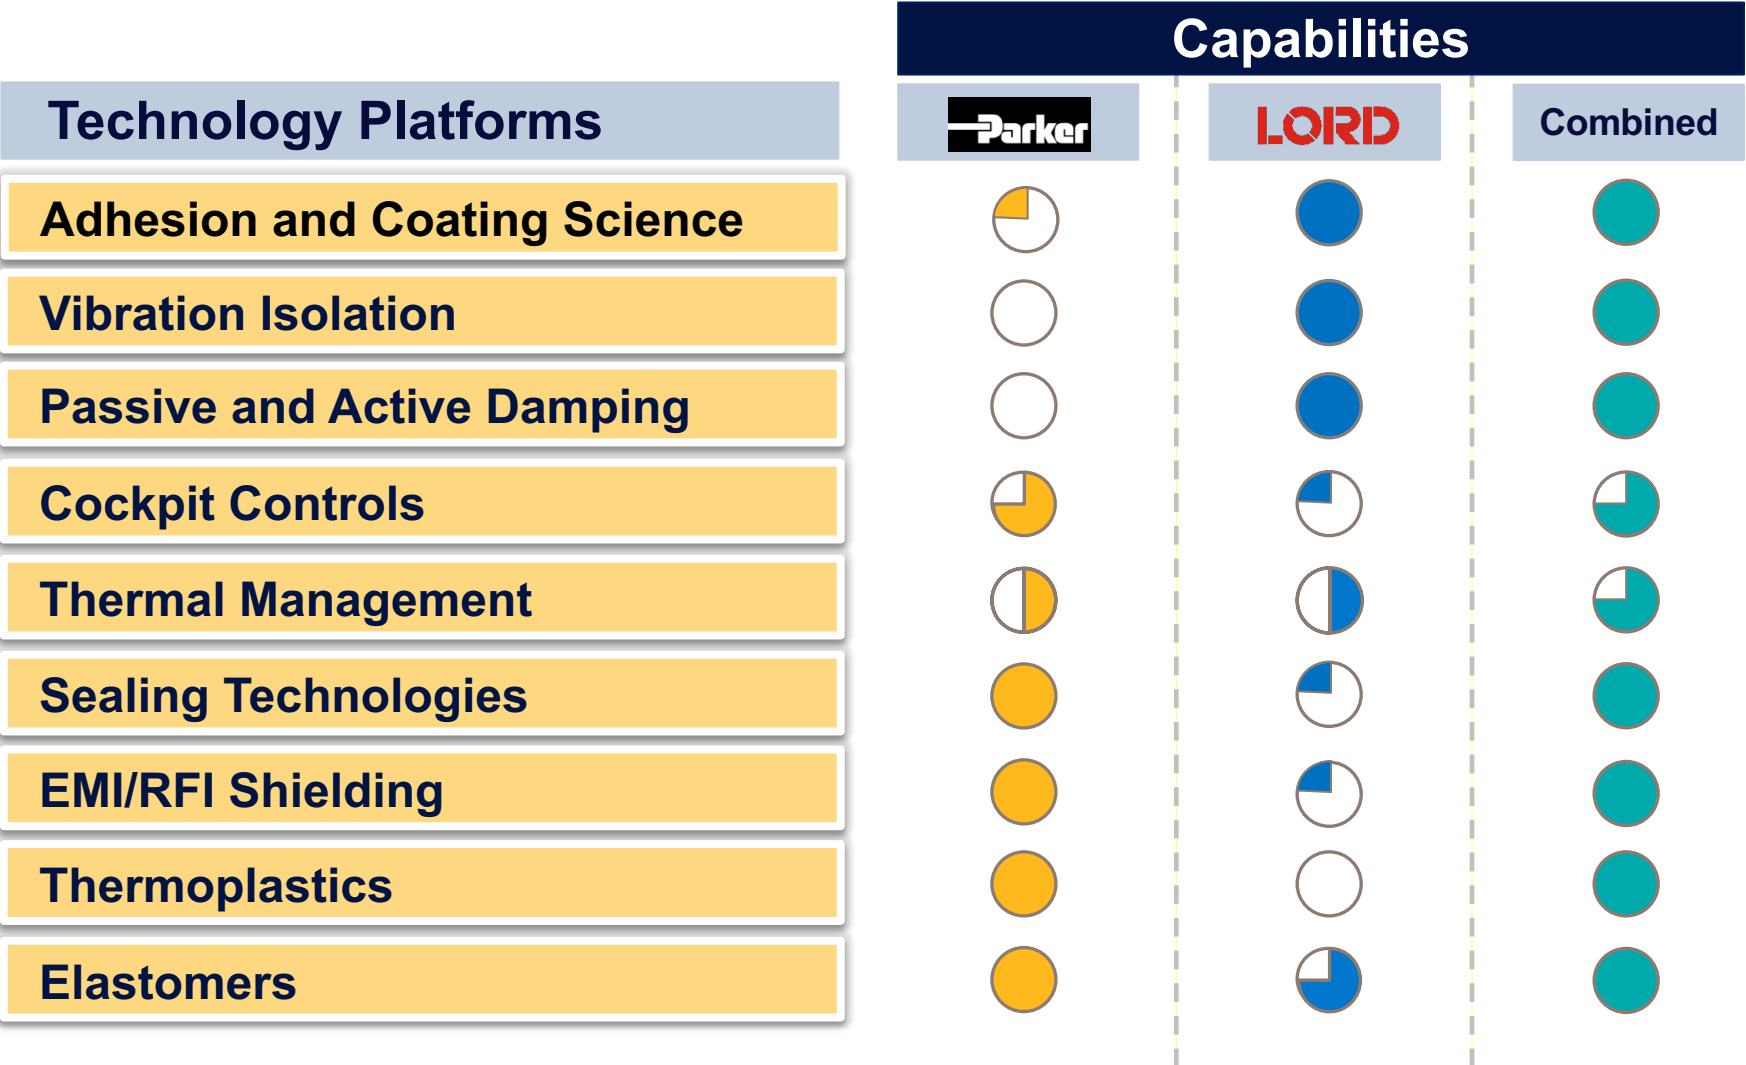 Capabilities
Technology Platforms
Parker
LORD
Combined
Adhesion and Coating Science
Vibration Isolation
Passive and Active Damping
Cockpit Controls
Thermal Management
Sealing Technologies
EMI/RFI Shielding
Thermoplastics
Elastomers